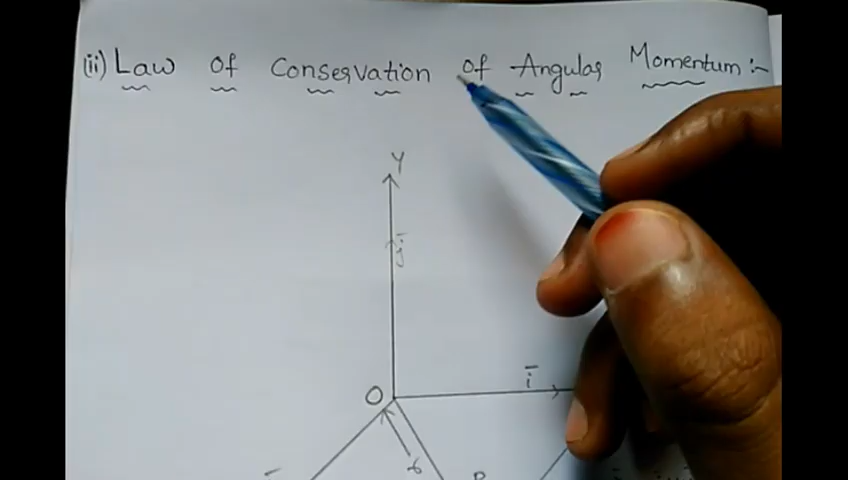 (ii) Law of Conservation of Angular Momentum :-
Y
j
O
i
r
P